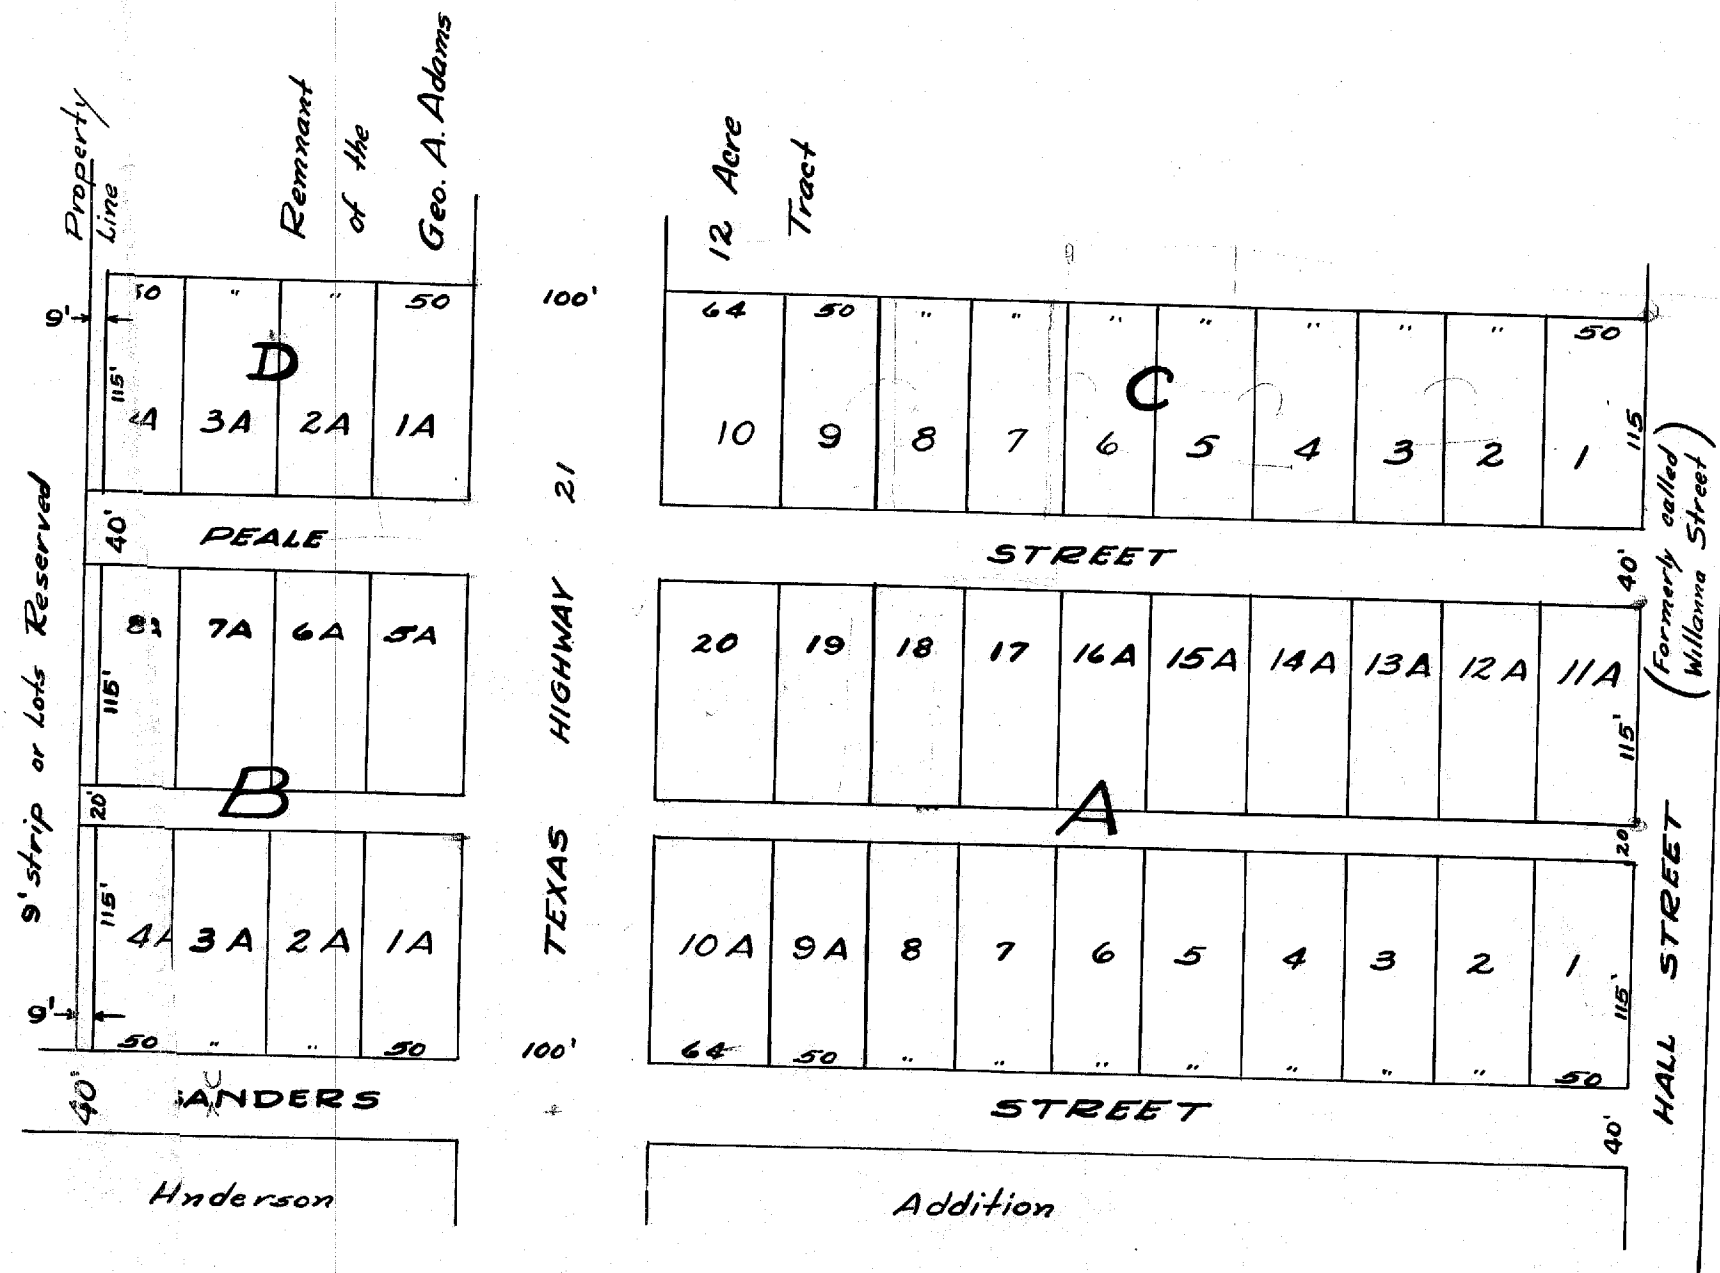 Property
Line
Remnant
of the
Geo. A. Adams
12 Acre
Tract
50 " " 50
100'
64 50 " " " " " " " 50
9'
D
115'
C
4A 3A 2A 1A
10 9 8 7 6 5 4 3 2 1
115
21
(Formerly called
Willanna Street)
9' strip or Lots Reserved
40'
PEALE
STREET
40'
7A 6A 5A
20 19 18 17 16A 15A 14A 13A 12A 11A
115'
115'
HIGHWAY
B
A
20'
20'
TEXAS
HALL STREET
115'
4A 3A 2A 1A
10A 9A 8 7 6 5 4 3 2 1
115'
9'
50 " " 50
100'
64 50 " " " " " " " 50
40'
SANDERS
STREET
40'
Anderson
Addition